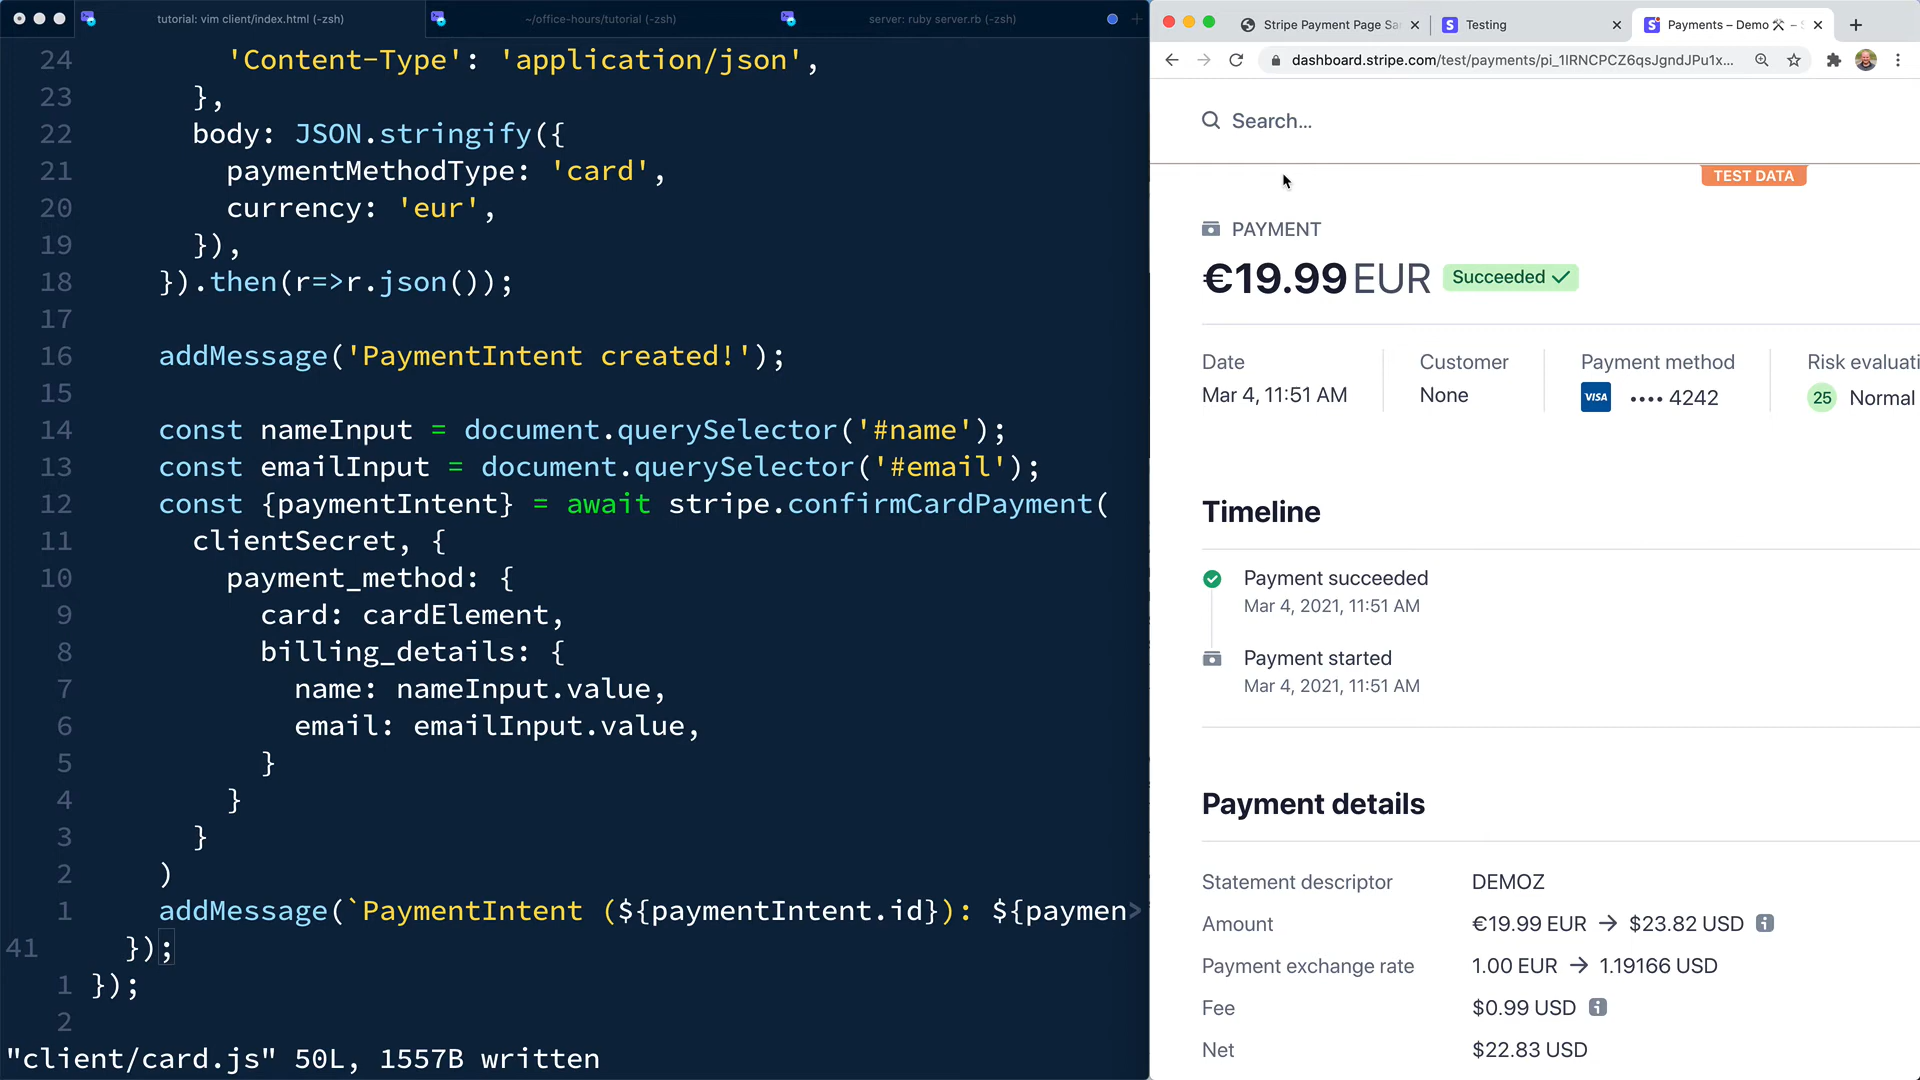 tutorial: vim client/index.html (-zsh)
~/office-hours/tutorial (-zsh)
server: ruby server.rb (-zsh)
24 'Content-Type': 'application/json',
23 },
22 body: JSON.stringify({
21 paymentMethodType: 'card',
20 currency: 'eur',
19 }),
18 }).then(r=>r.json());
17
16 addMessage('PaymentIntent created!');
15
14 const nameInput = document.querySelector('#name');
13 const emailInput = document.querySelector('#email');
12 const {paymentIntent} = await stripe.confirmCardPayment(
11 clientSecret, {
10 payment_method: {
9 card: cardElement,
8 billing_details: {
7 name: nameInput.value,
6 email: emailInput.value,
5 }
4 }
3 }
2 )
1 addMessage(`PaymentIntent (${paymentIntent.id}): ${paymen>
41 });
1 });
2
"client/card.js" 50L, 1557B written
Stripe Payment Page Sa
Testing
Payments – Demo ⚒ –
dashboard.stripe.com/test/payments/pi_1IRNCPCZ6qsJgndJPu1x...
Search...
TEST DATA
PAYMENT
€19.99 EUR Succeeded ✓
Date
Mar 4, 11:51 AM
Customer
None
Payment method
VISA •••• 4242
Risk evaluati
25 Normal
Timeline
Payment succeeded
Mar 4, 2021, 11:51 AM
Payment started
Mar 4, 2021, 11:51 AM
Payment details
Statement descriptor DEMOZ
Amount €19.99 EUR → $23.82 USD
Payment exchange rate 1.00 EUR → 1.19166 USD
Fee $0.99 USD
Net $22.83 USD